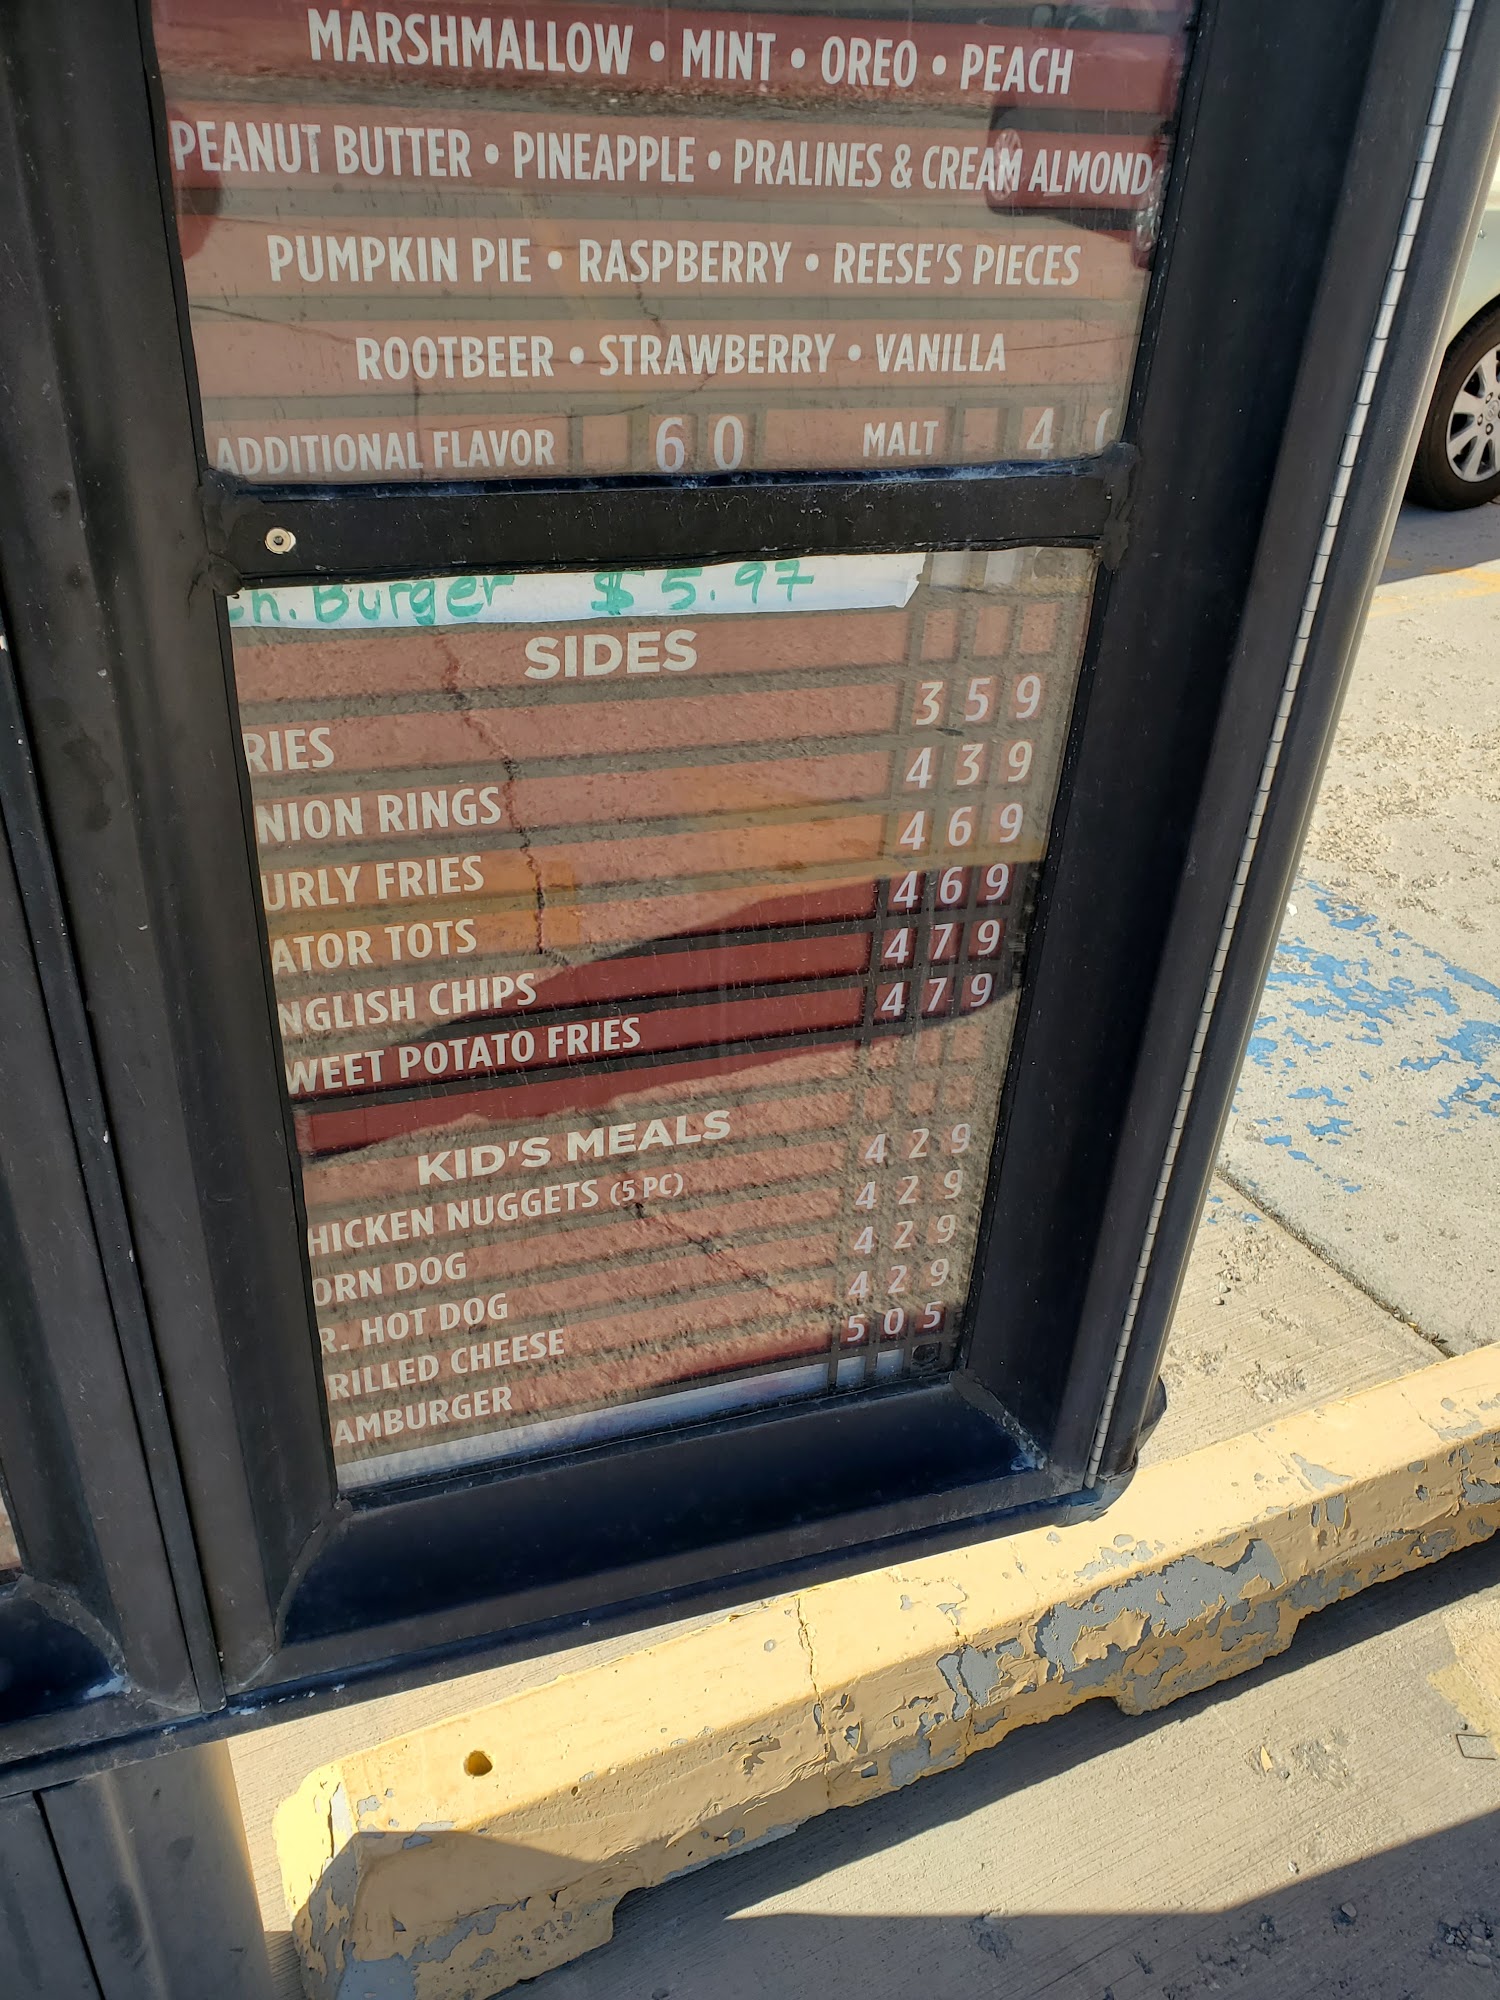 MARSHMALLOW • MINT • OREO • PEACH
PEANUT BUTTER • PINEAPPLE • PRALINES & CREAM ALMOND
PUMPKIN PIE • RASPBERRY • REESE'S PIECES
ROOTBEER • STRAWBERRY • VANILLA
ADDITIONAL FLAVOR 60 MALT 4
Burger $5.97
SIDES
RIES 359
NION RINGS 439
URLY FRIES 469
ATOR TOTS 469
NGLISH CHIPS 479
WEET POTATO FRIES 479
KID'S MEALS
HICKEN NUGGETS (5 PC) 429
ORN DOG 429
R. HOT DOG 429
RILLED CHEESE 429
AMBURGER 505